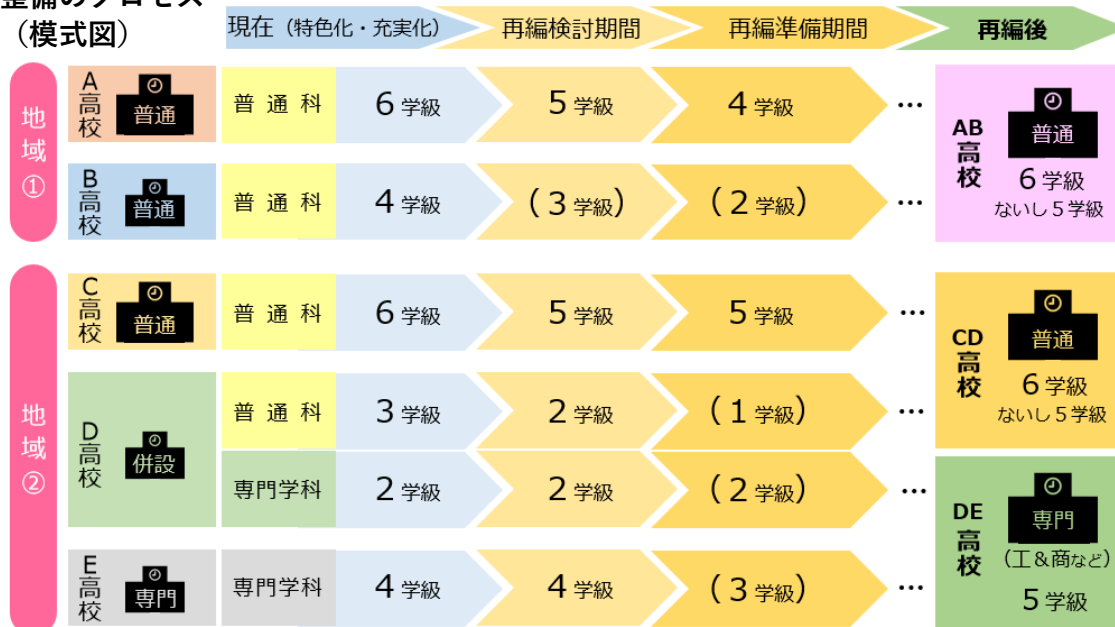 整備のプロセス
（模式図）
現在（特色化・充実化）
再編検討期間
再編準備期間
再編後
地域①
A高校
普通
普通科
6学級
5学級
4学級
…
B高校
普通
普通科
4学級
(3学級)
(2学級)
…
AB高校
普通
6学級
ないし5学級
地域②
C高校
普通
普通科
6学級
5学級
5学級
…
D高校
併設
普通科
3学級
2学級
(1学級)
…
専門学科
2学級
2学級
(2学級)
…
E高校
専門
専門学科
4学級
4学級
(3学級)
…
CD高校
普通
6学級
ないし5学級
DE高校
専門
(工＆商など)
5学級